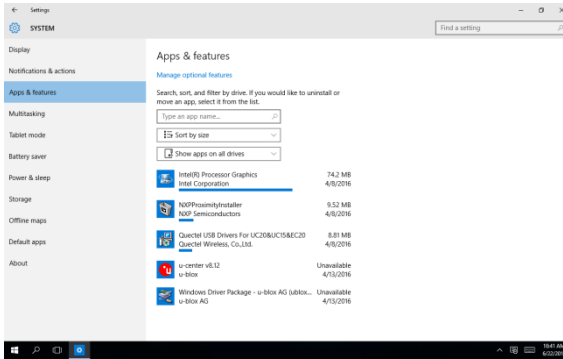 Settings
SYSTEM
Find a setting
Display
Notifications & actions
Apps & features
Multitasking
Tablet mode
Battery saver
Power & sleep
Storage
Offline maps
Default apps
About
Apps & features
Manage optional features
Search, sort, and filter by drive. If you would like to uninstall or
move an app, select it from the list.
Type an app name...
Sort by size
Show apps on all drives
Intel(R) Processor Graphics 74.2 MB
Intel Corporation 4/8/2016
NXPProximityInstaller 9.52 MB
NXP Semiconductors 4/8/2016
Quectel USB Drivers For UC20&UC15&EC20 8.81 MB
Quectel Wireless, Co.,Ltd. 4/8/2016
u-center v8.12 Unavailable
u-blox 4/13/2016
Windows Driver Package - u-blox AG (ublox... Unavailable
u-blox AG 4/13/2016
10:41 AM